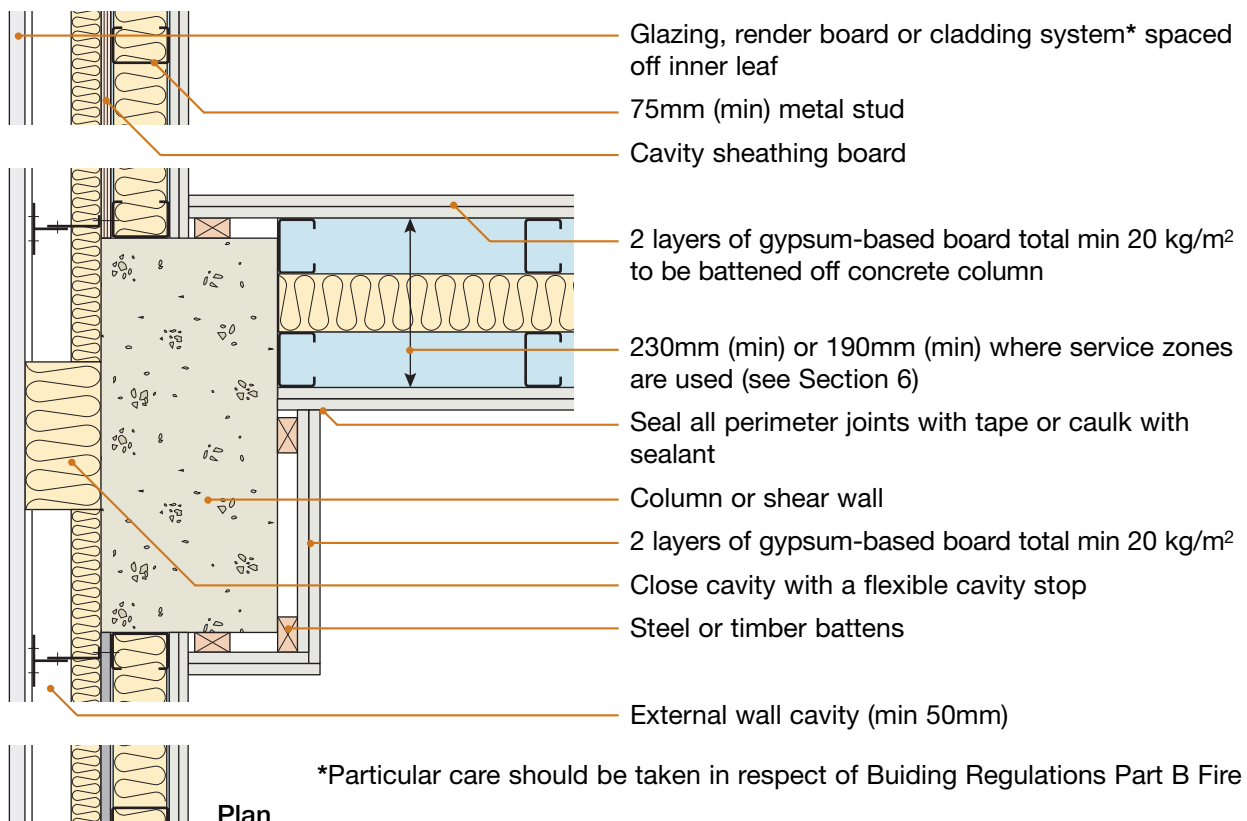 Glazing, render board or cladding system* spaced
off inner leaf
75mm (min) metal stud
Cavity sheathing board
2 layers of gypsum-based board total min 20 kg/m²
to be battened off concrete column
230mm (min) or 190mm (min) where service zones
are used (see Section 6)
Seal all perimeter joints with tape or caulk with
sealant
Column or shear wall
2 layers of gypsum-based board total min 20 kg/m²
Close cavity with a flexible cavity stop
Steel or timber battens
External wall cavity (min 50mm)
*Particular care should be taken in respect of Buiding Regulations Part B Fire
Plan